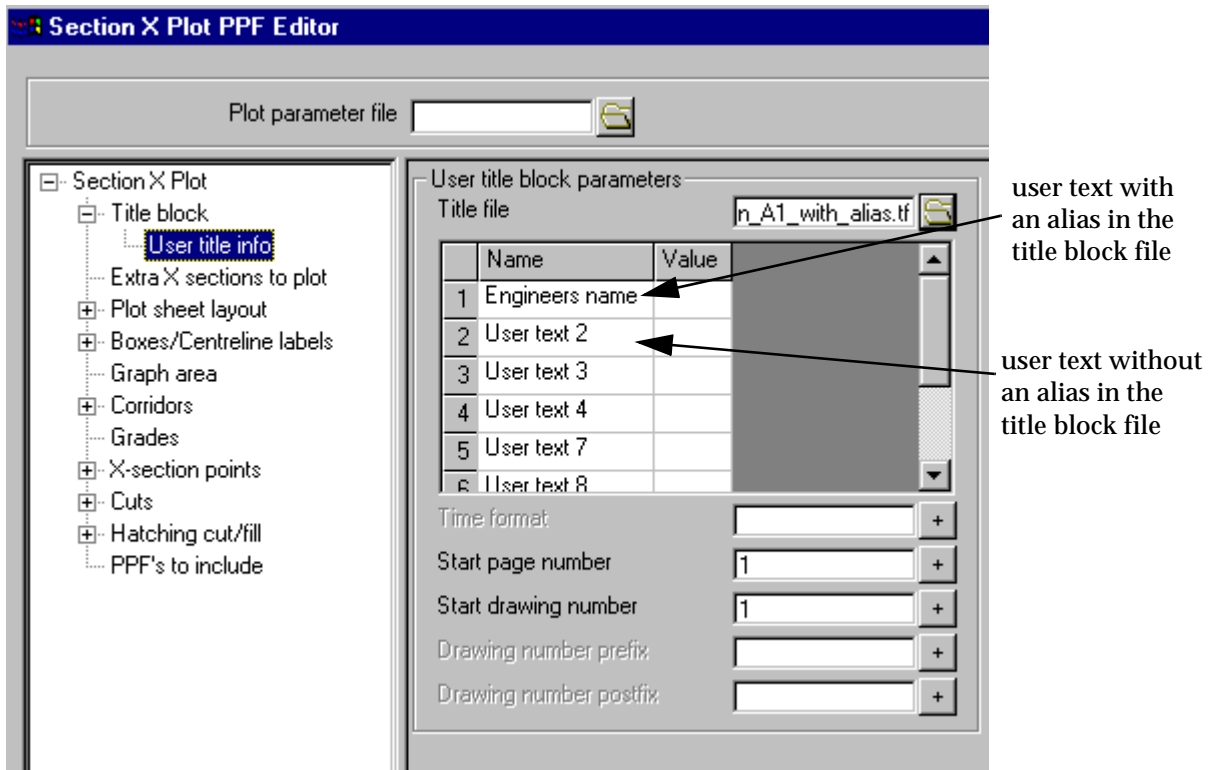 Section X Plot PPF Editor
Plot parameter file
Section X Plot
Title block
User title info
Extra X sections to plot
Plot sheet layout
Boxes/Centreline labels
Graph area
Corridors
Grades
X-section points
Cuts
Hatching cut/fill
PPF's to include
User title block parameters
Title file n_A1_with_alias.tf
Name Value
1 Engineers name
2 User text 2
3 User text 3
4 User text 4
5 User text 7
6 User text 8
Time format +
Start page number 1 +
Start drawing number 1 +
Drawing number prefix +
Drawing number postfix +
user text with
an alias in the
title block file
user text without
an alias in the
title block file